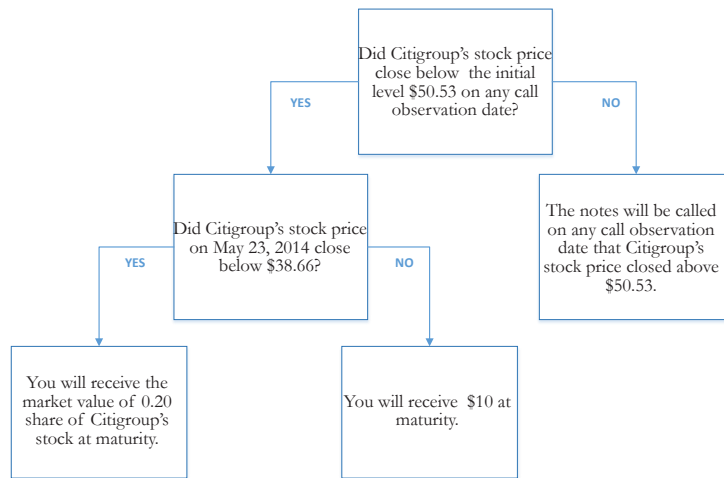 Did Citigroup's stock price
close below the initial
level $50.53 on any call
observation date?
YES
NO
Did Citigroup's stock price
on May 23, 2014 close
below $38.66?
The notes will be called
on any call observation
date that Citigroup's
stock price closed above
$50.53.
YES
NO
You will receive the
market value of 0.20
share of Citigroup's
stock at maturity.
You will receive $10 at
maturity.